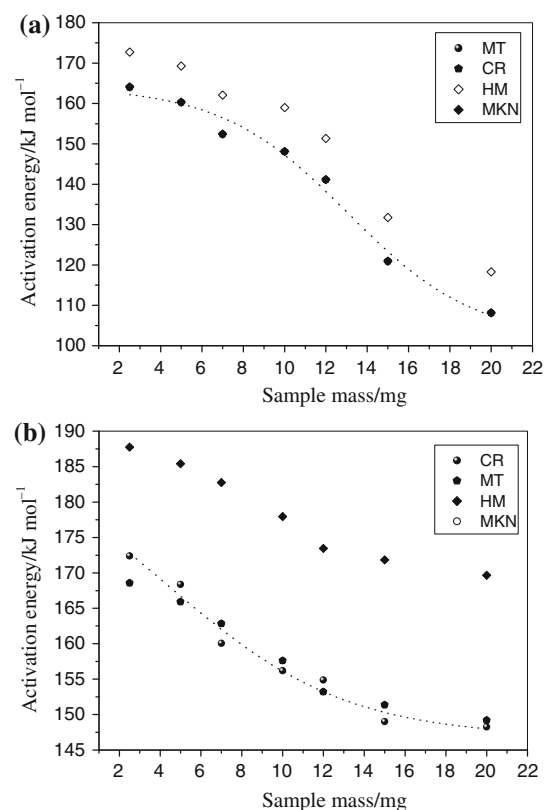 (a)
180
170
160
150
140
130
120
110
100
Activation energy/kJ mol⁻¹
MT
CR
HM
MKN
2 4 6 8 10 12 14 16 18 20 22
Sample mass/mg
(b)
190
185
180
175
170
165
160
155
150
145
Activation energy/kJ mol⁻¹
CR
MT
HM
MKN
2 4 6 8 10 12 14 16 18 20 22
Sample mass/mg